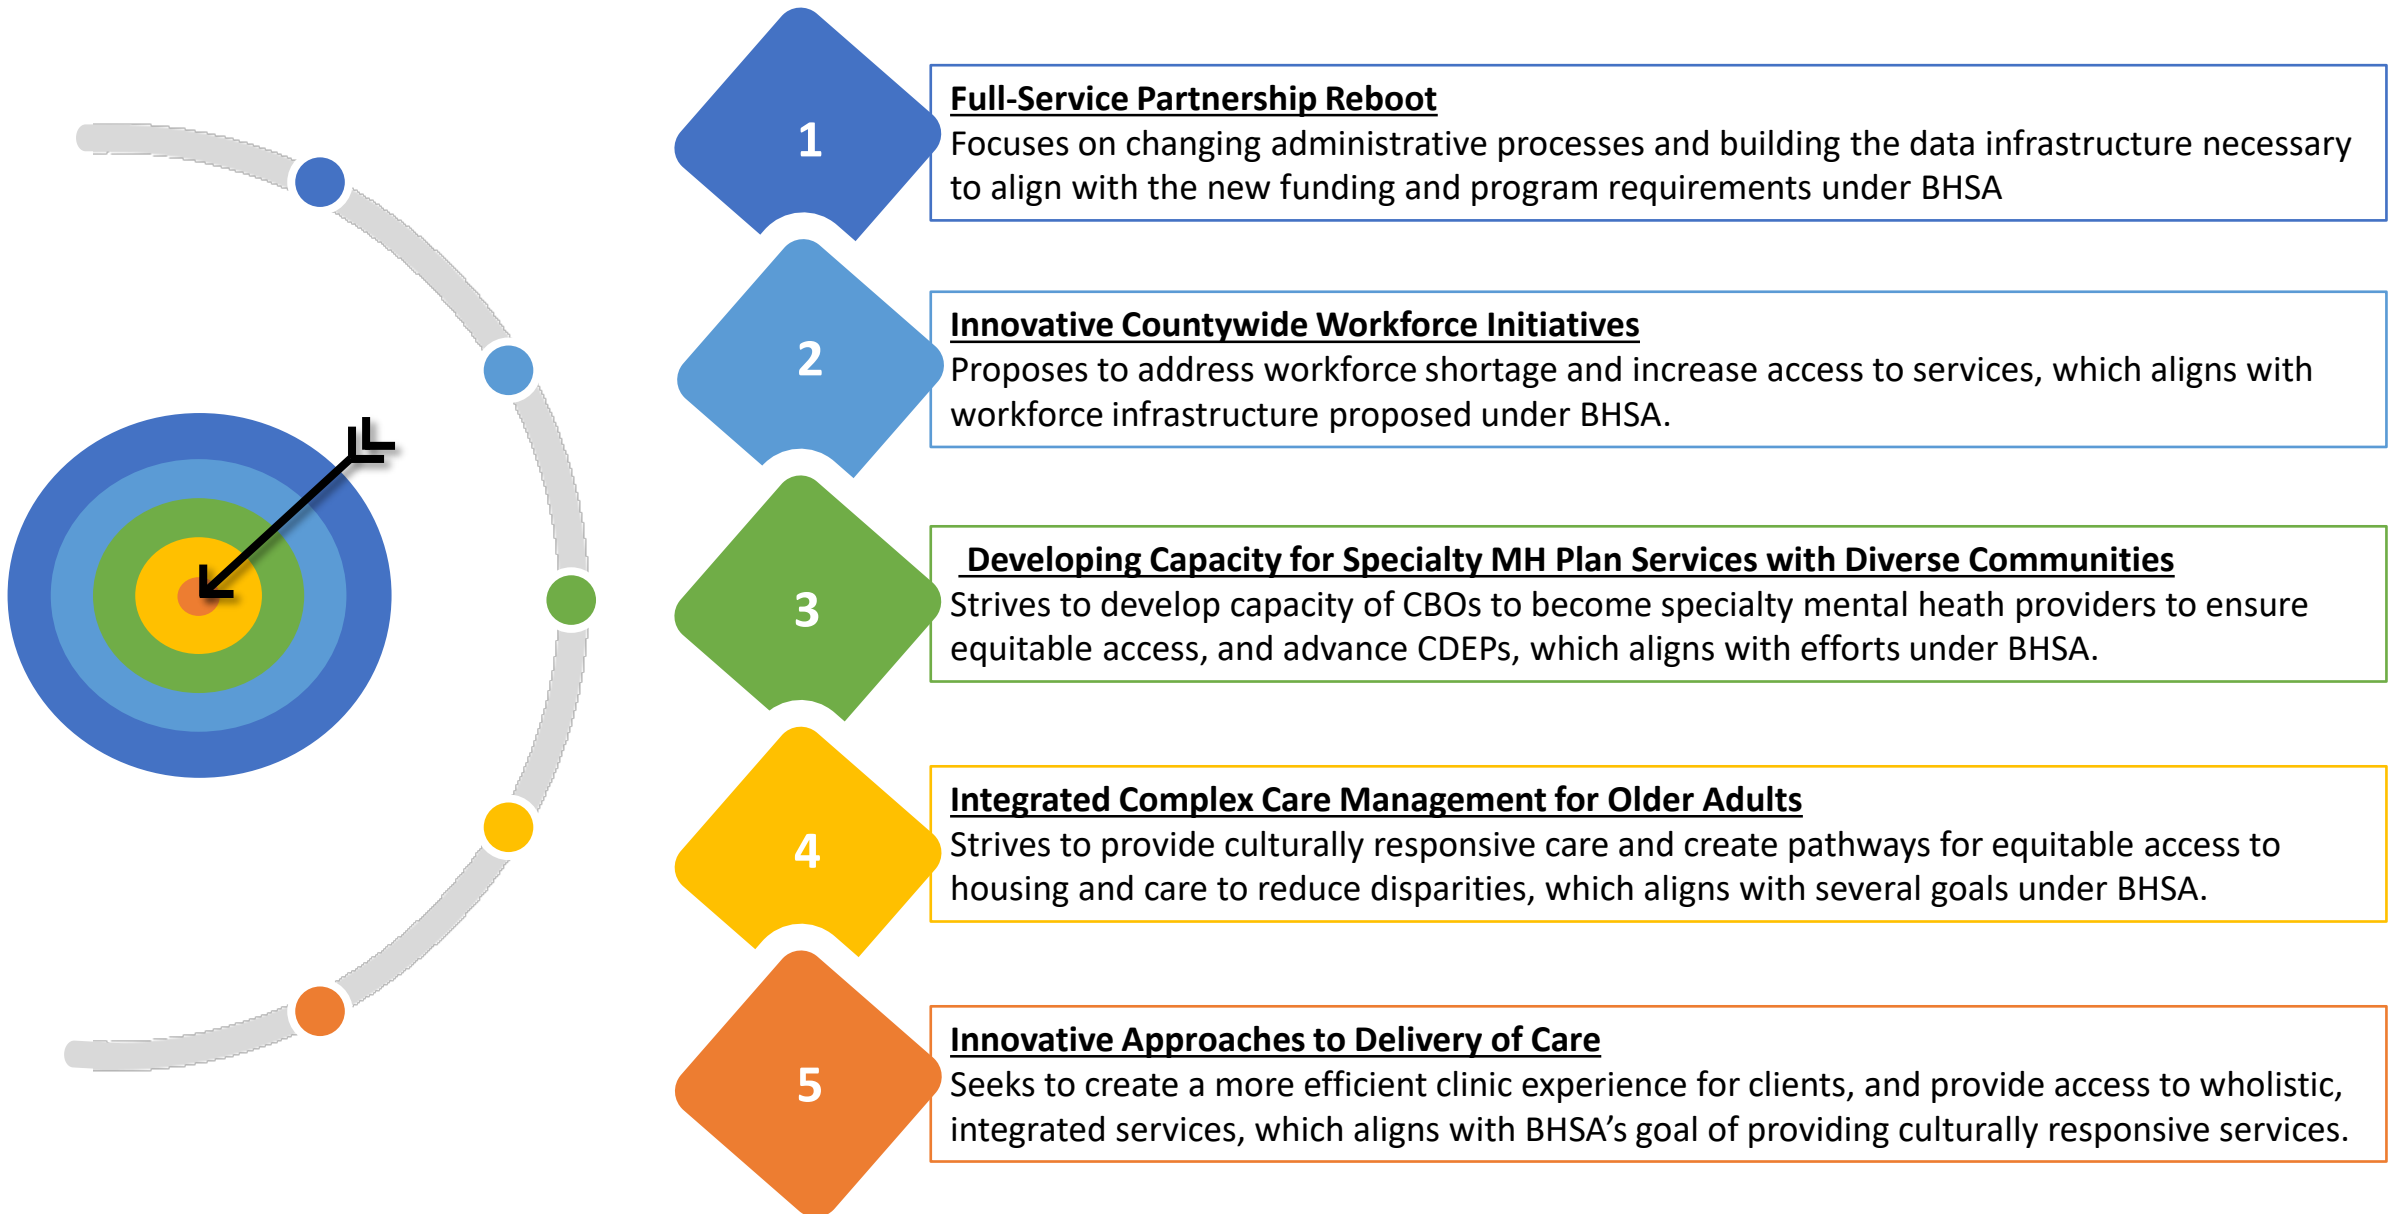 1
Full-Service Partnership Reboot
Focuses on changing administrative processes and building the data infrastructure necessary
to align with the new funding and program requirements under BHSA
2
Innovative Countywide Workforce Initiatives
Proposes to address workforce shortage and increase access to services, which aligns with
workforce infrastructure proposed under BHSA.
3
Developing Capacity for Specialty MH Plan Services with Diverse Communities
Strives to develop capacity of CBOs to become specialty mental heath providers to ensure
equitable access, and advance CDEPs, which aligns with efforts under BHSA.
4
Integrated Complex Care Management for Older Adults
Strives to provide culturally responsive care and create pathways for equitable access to
housing and care to reduce disparities, which aligns with several goals under BHSA.
5
Innovative Approaches to Delivery of Care
Seeks to create a more efficient clinic experience for clients, and provide access to wholistic,
integrated services, which aligns with BHSA’s goal of providing culturally responsive services.